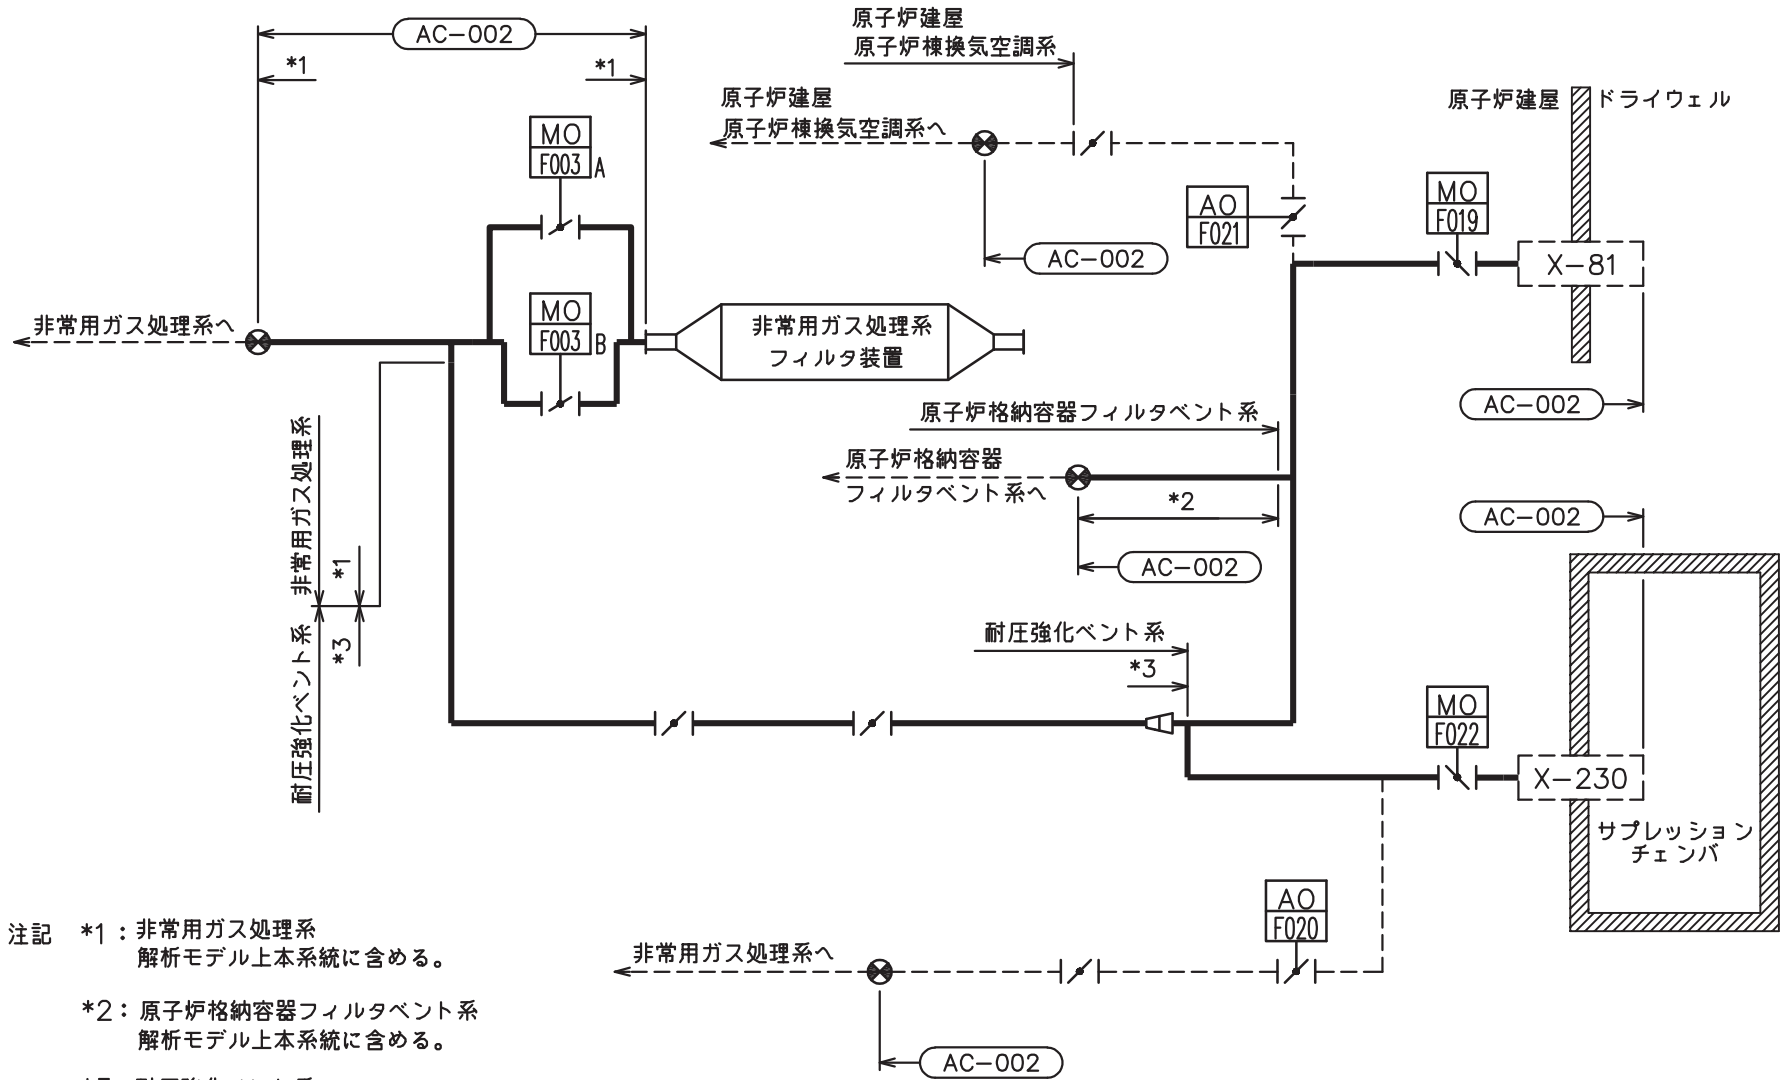 AC-002
*1
*1
原子炉建屋
原子炉棟換気空調系
原子炉建屋
原子炉棟換気空調系へ
原子炉建屋
ドライウェル
MO
F003
A
AO
F021
MO
F019
AC-002
X-81
非常用ガス処理系へ
MO
F003
B
非常用ガス処理系
フィルタ装置
AC-002
原子炉格納容器フィルタベント系
原子炉格納容器
フィルタベント系へ
*2
AC-002
AC-002
非常用ガス処理系
*1
耐圧強化ベント系
*3
耐圧強化ベント系
*3
MO
F022
X-230
サプレッション
チェンバ
AO
F020
非常用ガス処理系へ
AC-002
注記 *1：非常用ガス処理系
解析モデル上本系統に含める。
*2：原子炉格納容器フィルタベント系
解析モデル上本系統に含める。